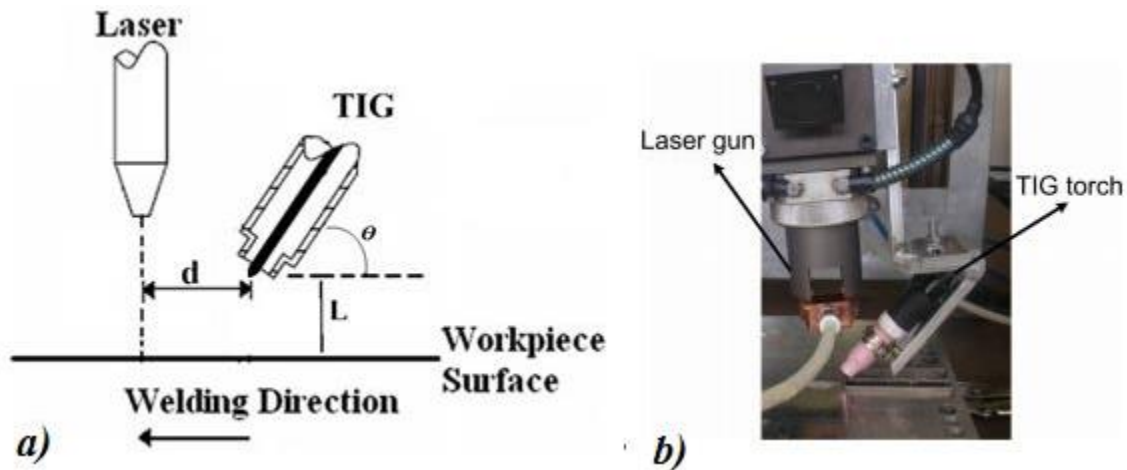 Laser
TIG
θ
d
L
Workpiece
Surface
Welding Direction
a)
Laser gun
TIG torch
b)